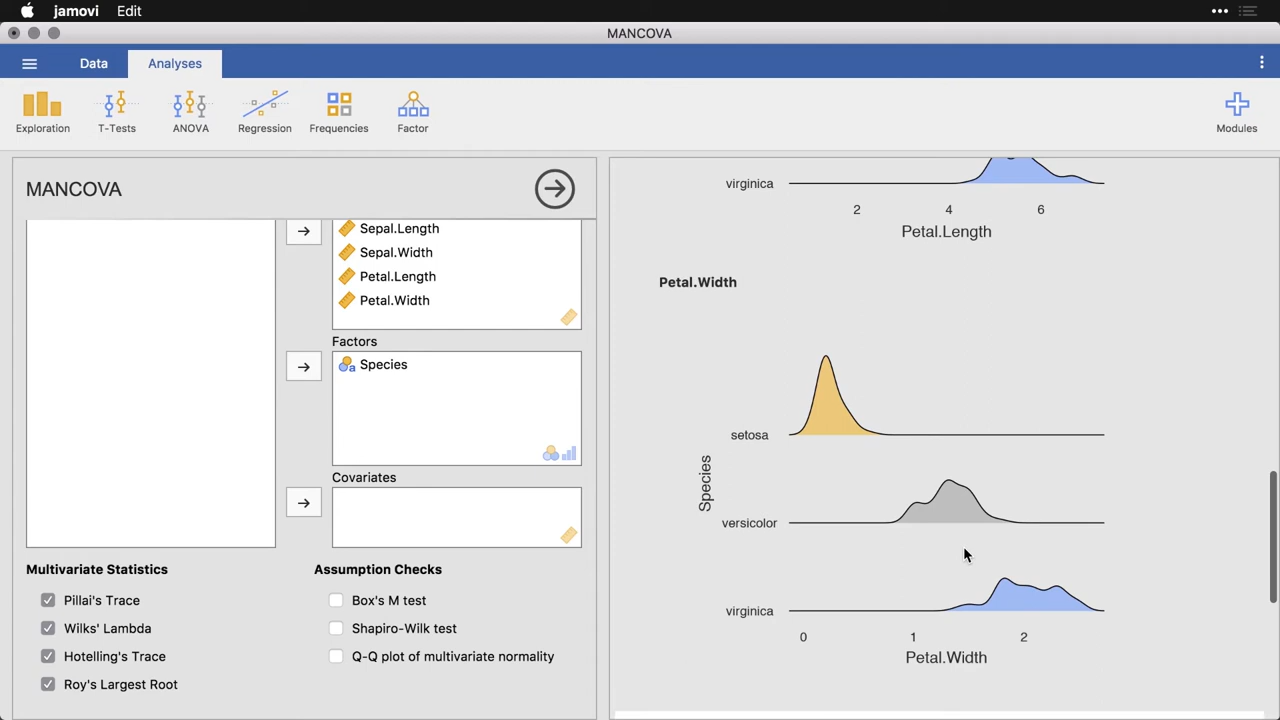 jamovi Edit
MANCOVA
Data Analyses
Exploration T-Tests ANOVA Regression Frequencies Factor Modules
MANCOVA
Sepal.Length
Sepal.Width
Petal.Length
Petal.Width
Factors
Species
Covariates
Multivariate Statistics
Pillai's Trace
Wilks' Lambda
Hotelling's Trace
Roy's Largest Root
Assumption Checks
Box's M test
Shapiro-Wilk test
Q-Q plot of multivariate normality
virginica
2 4 6
Petal.Length
Petal.Width
setosa
Species
versicolor
virginica
0 1 2
Petal.Width